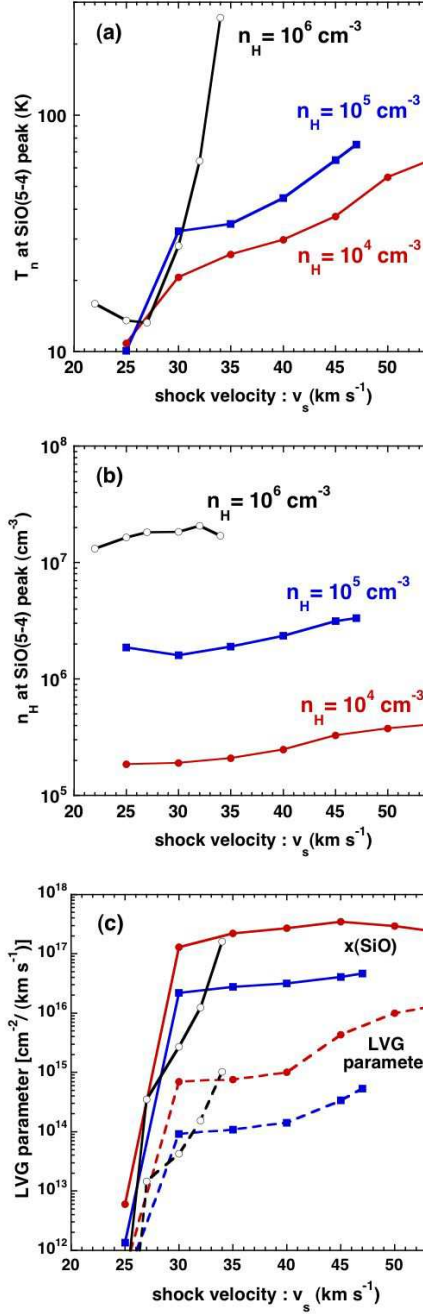 (a)
n_H = 10^6 cm^-3
n_H = 10^5 cm^-3
n_H = 10^4 cm^-3
T_n at SiO(5-4) peak (K)
100
10
20 25 30 35 40 45 50
shock velocity : v_s (km s^-1)
(b)
n_H = 10^6 cm^-3
n_H = 10^5 cm^-3
n_H = 10^4 cm^-3
n_H at SiO(5-4) peak (cm^-3)
10^8
10^7
10^6
10^5
20 25 30 35 40 45 50
shock velocity : v_s (km s^-1)
(c)
x(SiO)
LVG
paramete
LVG parameter [cm^-2/ (km s^-1)]
10^18
10^17
10^16
10^15
10^14
10^13
10^12
20 25 30 35 40 45 50
shock velocity : v_s (km s^-1)